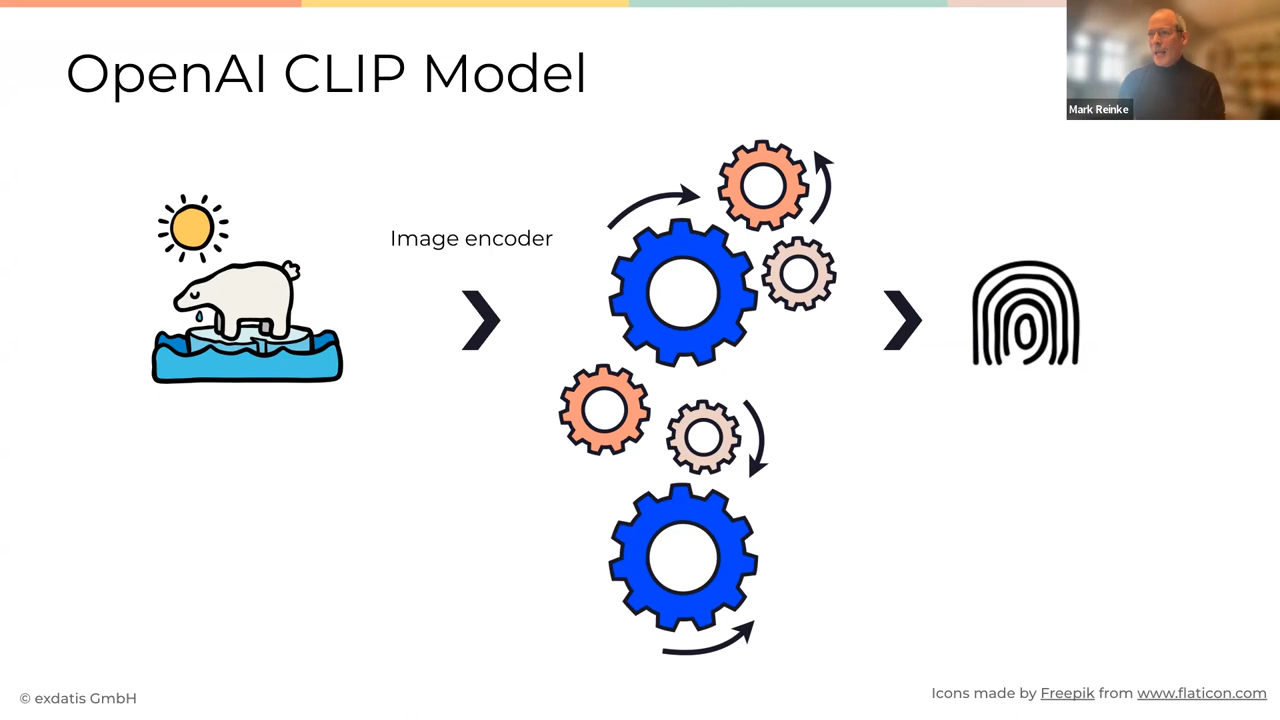 OpenAI CLIP Model
Mark Reinke
Image encoder
© exdatis GmbH
Icons made by Freepik from www.flaticon.com